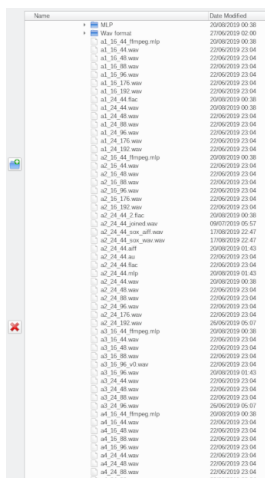 Name Date Modified
MLP 20/08/2019 00:38
Wav format 27/06/2019 02:00
a1_16_44_ffmpeg.mlp 20/08/2019 00:38
a1_16_44.wav 22/06/2019 23:04
a1_16_48.wav 22/06/2019 23:04
a1_16_88.wav 22/06/2019 23:04
a1_16_96.wav 22/06/2019 23:04
a1_16_176.wav 22/06/2019 23:04
a1_16_192.wav 22/06/2019 23:04
a1_24_44.flac 20/08/2019 00:38
a1_24_44.wav 20/08/2019 00:38
a1_24_48.wav 22/06/2019 23:04
a1_24_88.wav 22/06/2019 23:04
a1_24_96.wav 22/06/2019 23:04
a1_24_176.wav 22/06/2019 23:04
a1_24_192.wav 22/06/2019 23:04
a2_16_44_ffmpeg.mlp 20/08/2019 00:38
a2_16_44.wav 22/06/2019 23:04
a2_16_48.wav 22/06/2019 23:04
a2_16_88.wav 22/06/2019 23:04
a2_16_96.wav 22/06/2019 23:04
a2_16_176.wav 22/06/2019 23:04
a2_16_192.wav 22/06/2019 23:04
a2_24_44_2.flac 20/08/2019 00:38
a2_24_44_joined.wav 09/07/2019 05:57
a2_24_44_sox_aiff.wav 17/08/2019 22:47
a2_24_44_sox_wav.wav 17/08/2019 22:47
a2_24_44.aiff 20/08/2019 01:43
a2_24_44.au 22/06/2019 23:04
a2_24_44.flac 22/06/2019 23:04
a2_24_44.mlp 20/08/2019 01:43
a2_24_44.wav 20/08/2019 00:38
a2_24_48.wav 22/06/2019 23:04
a2_24_88.wav 22/06/2019 23:04
a2_24_96.wav 22/06/2019 23:04
a2_24_176.wav 22/06/2019 23:04
a2_24_192.wav 26/06/2019 05:07
a3_16_44_ffmpeg.mlp 20/08/2019 00:38
a3_16_44.wav 22/06/2019 23:04
a3_16_48.wav 22/06/2019 23:04
a3_16_88.wav 22/06/2019 23:04
a3_16_96_v0.wav 22/06/2019 23:04
a3_16_96.wav 20/08/2019 01:43
a3_24_44.wav 22/06/2019 23:04
a3_24_48.wav 22/06/2019 23:04
a3_24_88.wav 22/06/2019 23:04
a3_24_96.wav 26/06/2019 05:07
a4_16_44_ffmpeg.mlp 20/08/2019 00:38
a4_16_44.wav 22/06/2019 23:04
a4_16_48.wav 22/06/2019 23:04
a4_16_88.wav 22/06/2019 23:04
a4_16_96.wav 22/06/2019 23:04
a4_24_44.wav 22/06/2019 23:04
a4_24_48.wav 22/06/2019 23:04
a4_24_88.wav 22/06/2019 23:04